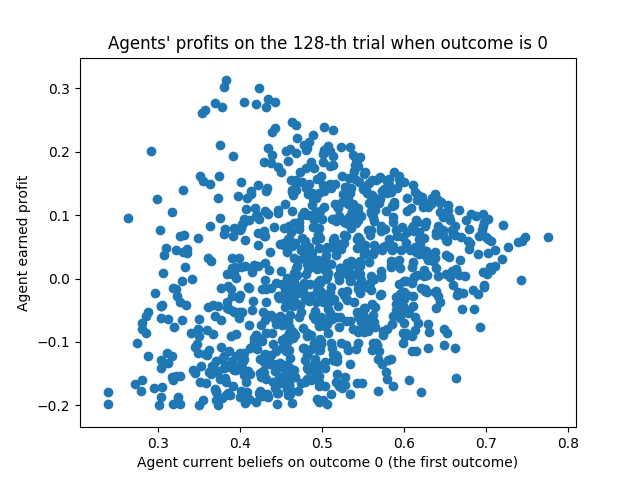 Agents' profits on the 128-th trial when outcome is 0
Agent earned profit
0.3
0.2
0.1
0.0
−0.1
−0.2
0.3 0.4 0.5 0.6 0.7 0.8
Agent current beliefs on outcome 0 (the first outcome)